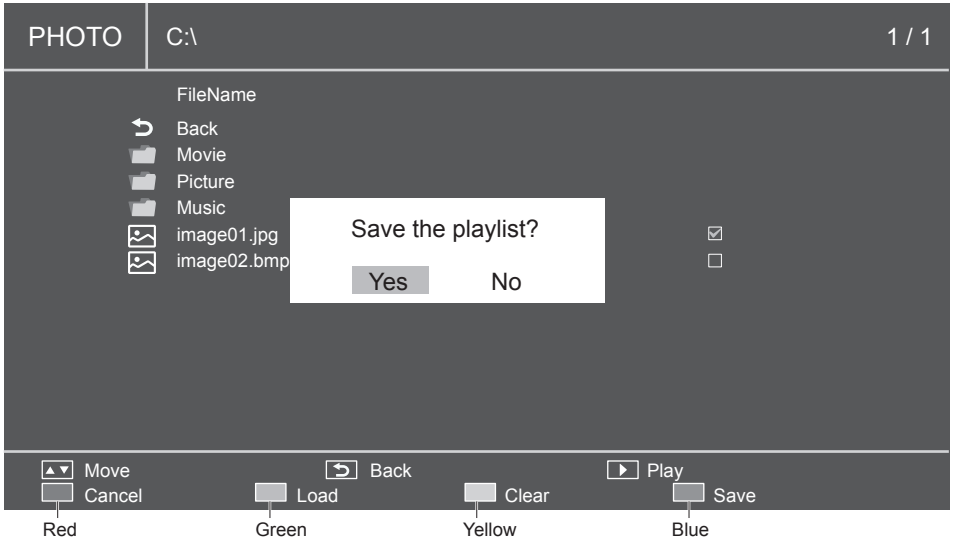 PHOTO C:\ 1 / 1
FileName
Back
Movie
Picture
Music
image01.jpg
image02.bmp
Save the playlist?
Yes No
Move Back Play
Cancel Load Clear Save
Red Green Yellow Blue